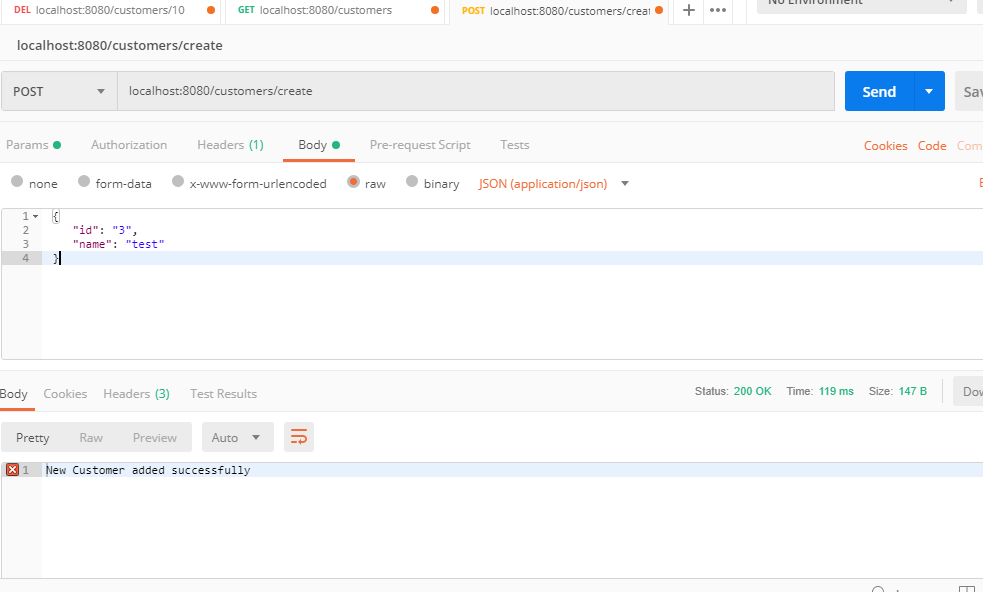 DEL localhost:8080/customers/10 GET localhost:8080/customers POST localhost:8080/customers/creat + ••• No Environment
localhost:8080/customers/create
POST localhost:8080/customers/create Send Sav
Params Authorization Headers (1) Body Pre-request Script Tests Cookies Code Com
none form-data x-www-form-urlencoded raw binary JSON (application/json)
1 {
2 "id": "3",
3 "name": "test"
4 }
Body Cookies Headers (3) Test Results Status: 200 OK Time: 119 ms Size: 147 B Dow
Pretty Raw Preview Auto
1 New Customer added successfully